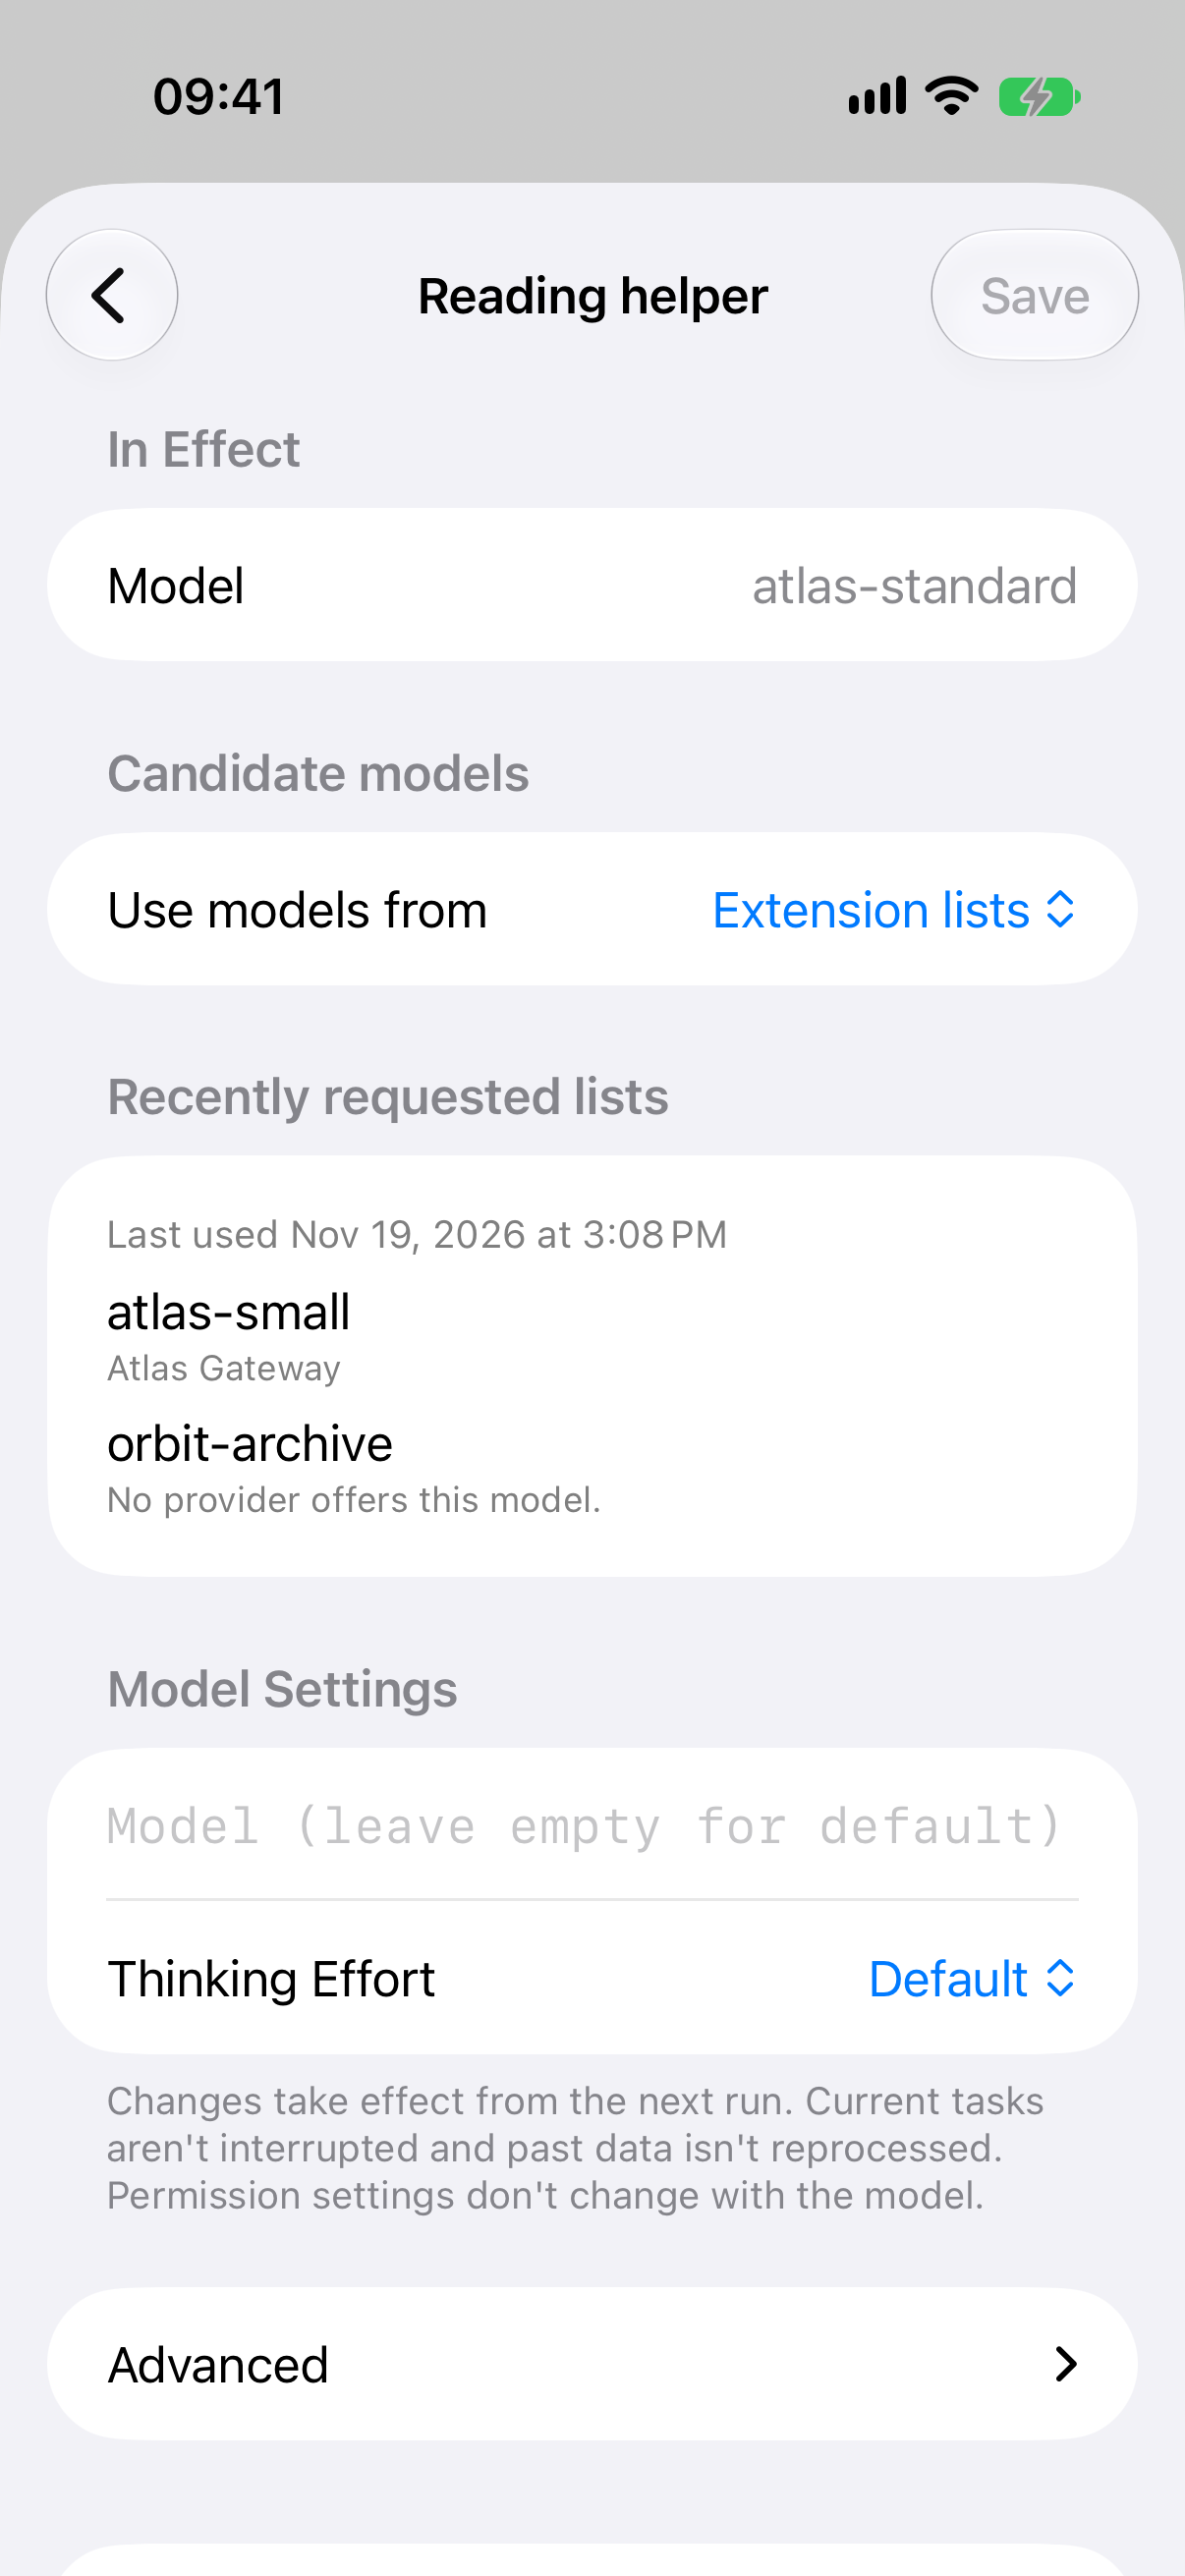 09:41
Reading helper
Save
In Effect
Model
atlas-standard
Candidate models
Use models from
Extension lists
Recently requested lists
Last used Nov 19, 2026 at 3:08 PM
atlas-small
Atlas Gateway
orbit-archive
No provider offers this model.
Model Settings
Model (leave empty for default)
Thinking Effort
Default
Changes take effect from the next run. Current tasks
aren't interrupted and past data isn't reprocessed.
Permission settings don't change with the model.
Advanced